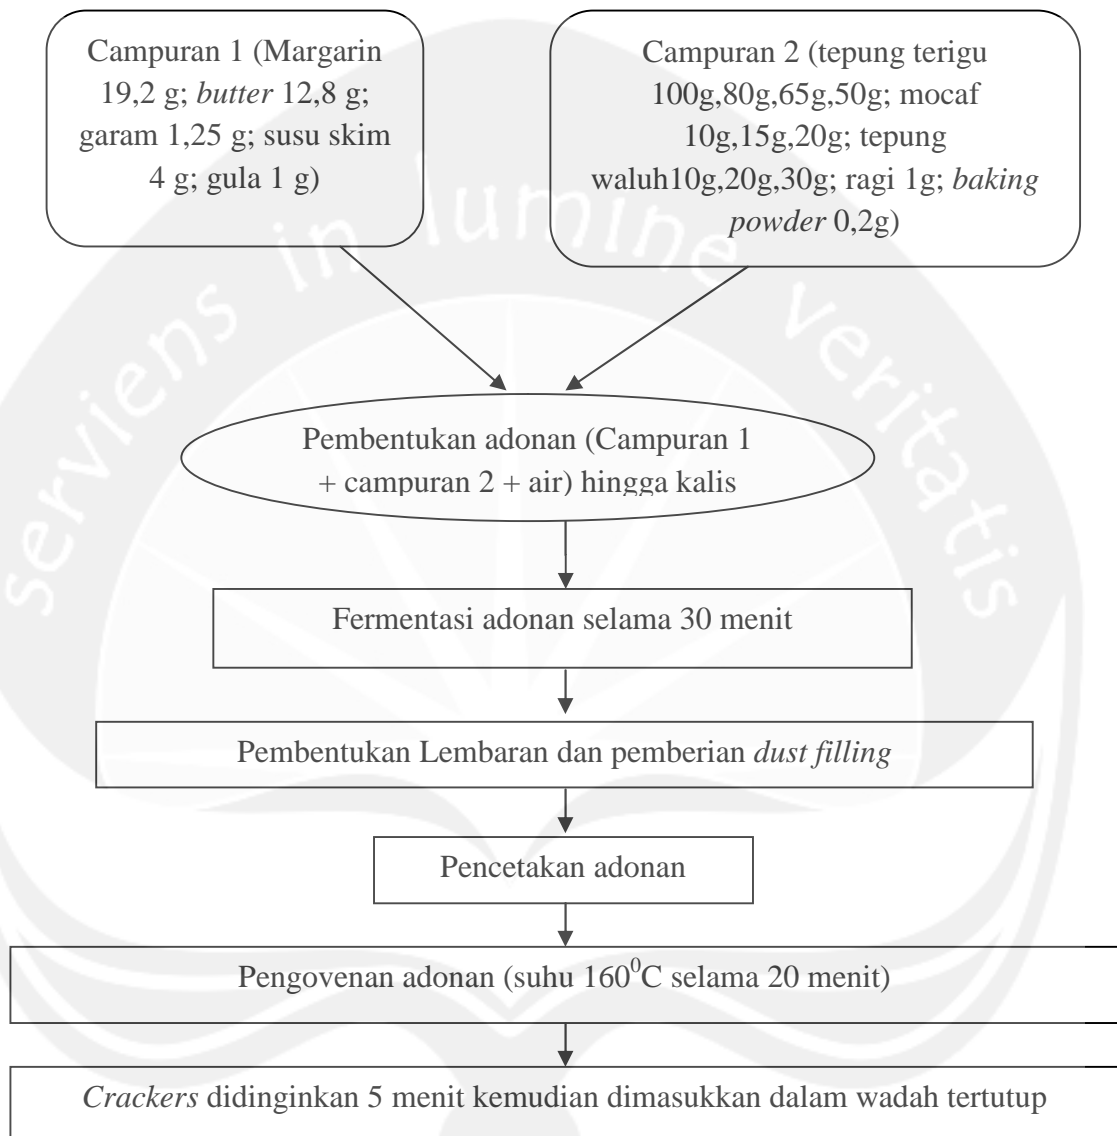 Campuran 1 (Margarin
19,2 g; butter 12,8 g;
garam 1,25 g; susu skim
4 g; gula 1 g)
Campuran 2 (tepung terigu
100g,80g,65g,50g; mocaf
10g,15g,20g; tepung
waluh10g,20g,30g; ragi 1g; baking
powder 0,2g)
Pembentukan adonan (Campuran 1
+ campuran 2 + air) hingga kalis
Fermentasi adonan selama 30 menit
Pembentukan Lembaran dan pemberian dust filling
Pencetakan adonan
Pengovenan adonan (suhu 160⁰C selama 20 menit)
Crackers didinginkan 5 menit kemudian dimasukkan dalam wadah tertutup
serviens in lumine veritatis